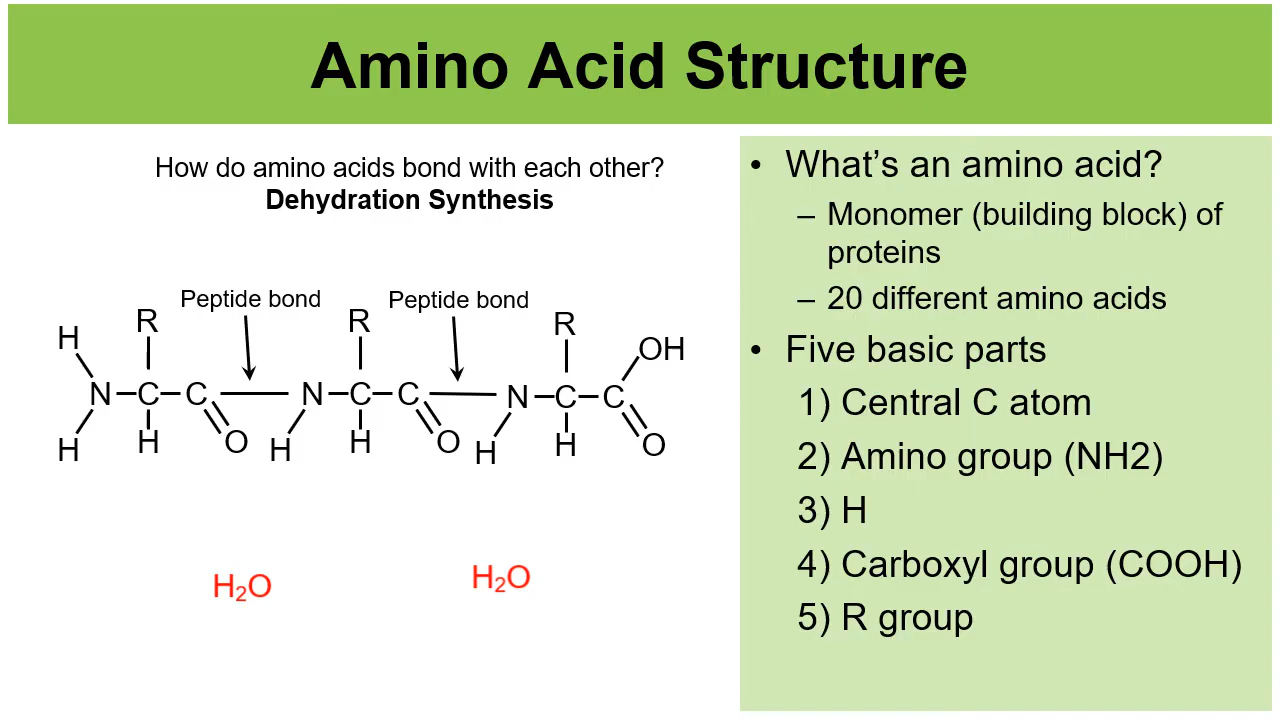 Amino Acid Structure
How do amino acids bond with each other?
Dehydration Synthesis
Peptide bond
Peptide bond
H
R
R
R
OH
N C C N C C N C C
H
H
O
H
H
O
H
H
O
H₂O
H₂O
• What's an amino acid?
– Monomer (building block) of
proteins
– 20 different amino acids
• Five basic parts
1) Central C atom
2) Amino group (NH2)
3) H
4) Carboxyl group (COOH)
5) R group